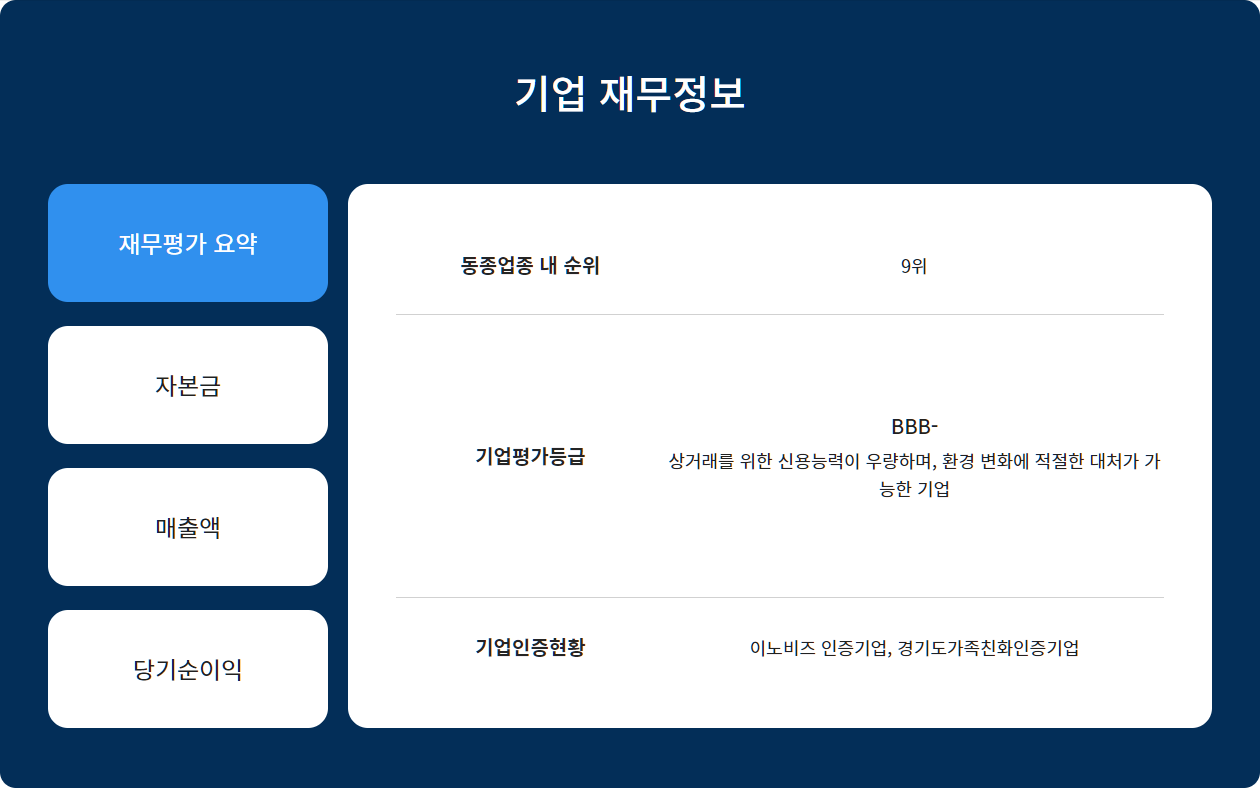 기업 재무정보
재무평가 요약
자본금
매출액
당기순이익
동종업종 내 순위
9위
기업평가등급
BBB-
상거래를 위한 신용능력이 우량하며, 환경 변화에 적절한 대처가 가
능한 기업
기업인증현황
이노비즈 인증기업, 경기도가족친화인증기업